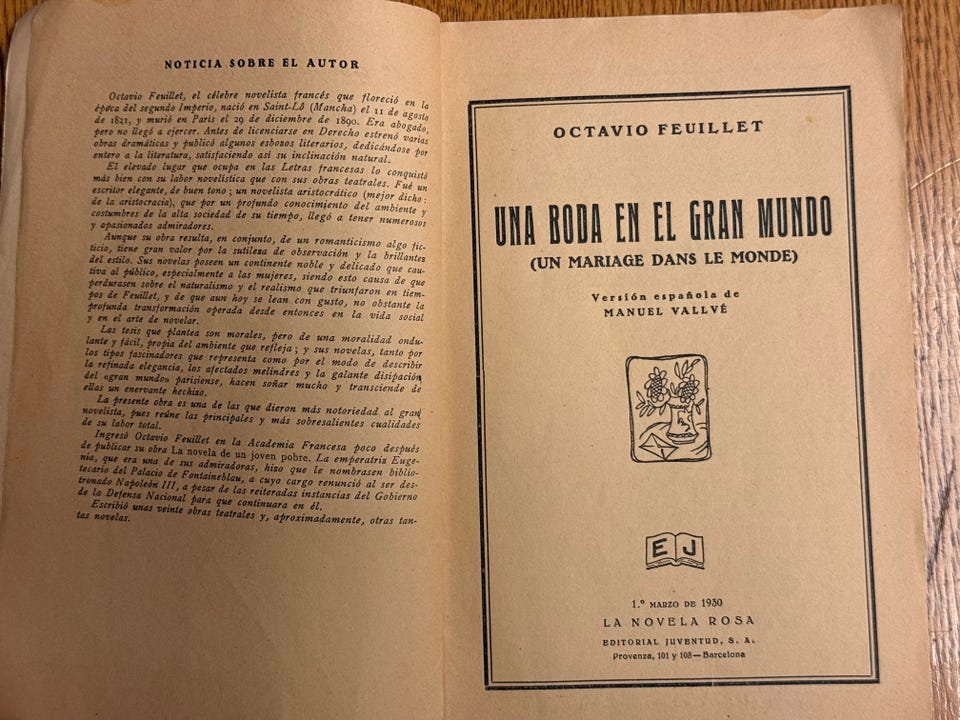 NOTICIA SOBRE EL AUTOR
Octavio Feuillet, el célebre novelista francés que floreció en la
época del segundo Imperio, nació en Saint-Lô (Mancha) el 11 de agosto
de 1821, y murió en París el 29 de diciembre de 1890. Era abogado,
pero no llegó a ejercer. Antes de licenciarse en Derecho estrenó varias
obras dramáticas y publicó algunos esbozos literarios, dedicándose por
entero a la literatura, satisfaciendo así su inclinación natural.
El elevado lugar que ocupa en las Letras francesas lo conquistó
más bien con su labor novelística que con sus obras teatrales. Fué un
escritor elegante, de buen tono; un novelista aristocrático (mejor dicho:
de la aristocracia), que por un profundo conocimiento del ambiente y
costumbres de la alta sociedad de su tiempo, llegó a tener numerosos
y apasionados admiradores.
Aunque su obra resulta, en conjunto, de un romanticismo algo fic-
ticio, tiene gran valor por la sutileza de observación y la brillantez
del estilo. Sus novelas poseen un continente noble y delicado que cau-
tiva al público, especialmente a las mujeres, siendo esto causa de que
perdurasen sobre el naturalismo y el realismo que triunfaron en tiem-
pos de Feuillet, y de que aun hoy se lean con gusto, no obstante la
profunda transformación operada desde entonces en la vida social
y en el arte de novelar.
Las tesis que plantea son morales, pero de una moralidad ondu-
lante y fácil, propia del ambiente que refleja; y sus novelas, tanto por
los tipos fascinadores que representa como por el modo de describir
la refinada elegancia, los afectados melindres y la galante disipación
del «gran mundo» parisiense, hacen soñar mucho y transciende de
ellas un enervante hechizo.
La presente obra es una de las que dieron más notoriedad al gran
novelista, pues reúne las principales y más sobresalientes cualidades
de su labor total.
Ingresó Octavio Feuillet en la Academia Francesa poco después
de publicar su obra La novela de un joven pobre. La emperatriz Euge-
nia, que era una de sus admiradoras, hizo que le nombrasen biblio-
tecario del Palacio de Fontaineblau, a cuyo cargo renunció al ser des-
tronado Napoleón III, a pesar de las reiteradas instancias del Gobierno
de la Defensa Nacional para que continuara en él.
Escribió unas veinte obras teatrales y, aproximadamente, otras tan-
tas novelas.
OCTAVIO FEUILLET
UNA BODA EN EL GRAN MUNDO
(UN MARIAGE DANS LE MONDE)
Versión española de
MANUEL VALLVÉ
E J
1.º MARZO DE 1930
LA NOVELA ROSA
EDITORIAL JUVENTUD, S. A.
Provenza, 101 y 103—Barcelona